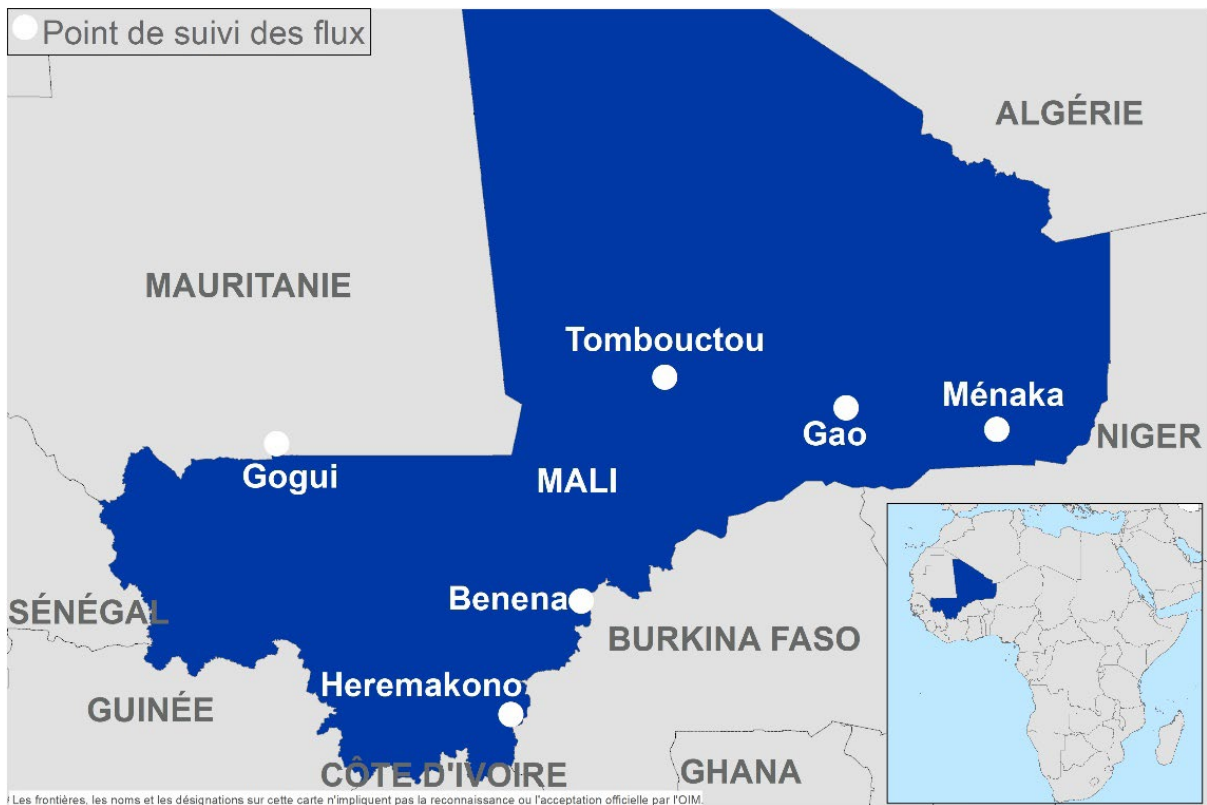 Point de suivi des flux
ALGÉRIE
MAURITANIE
Tombouctou
Ménaka
Gao
NIGER
Gogui
MALI
Benena
SÉNÉGAL
BURKINA FASO
Heremakono
GUINÉE
CÔTE D'IVOIRE
GHANA
Les frontières, les noms et les désignations sur cette carte n'impliquent pas la reconnaissance ou l'acceptation officielle par l'OIM.